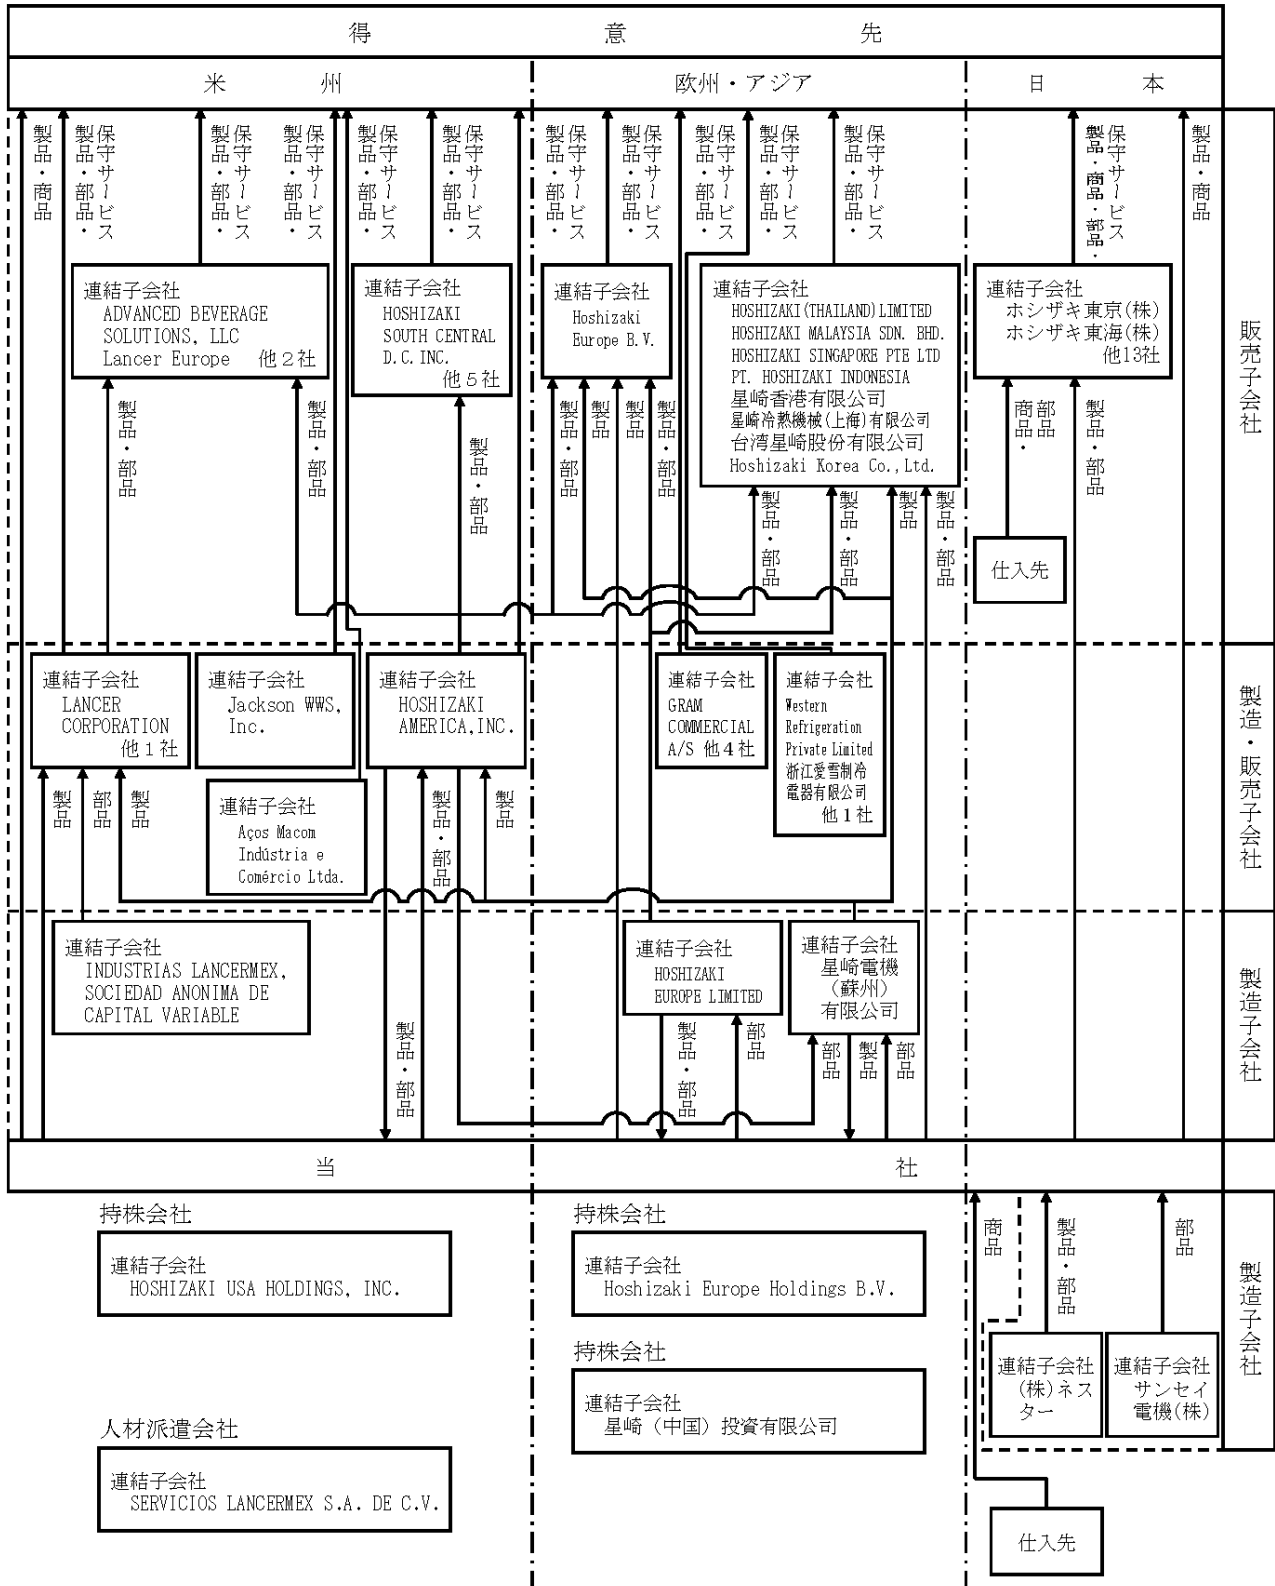 得意先
米州
欧州・アジア
日本
製品・商品
保守サービス
製品・部品・
保守サービス
製品・部品・
保守サービス
製品・部品・
保守サービス
製品・部品・
保守サービス
製品・部品・
保守サービス
製品・部品・
保守サービス
製品・部品・
保守サービス
製品・部品・
保守サービス
製品・商品・部品・
製品・商品
連結子会社
ADVANCED BEVERAGE
SOLUTIONS, LLC
Lancer Europe 他2社
連結子会社
HOSHIZAKI
SOUTH CENTRAL
D.C.INC.
他5社
連結子会社
Hoshizaki
Europe B.V.
連結子会社
HOSHIZAKI(THAILAND)LIMITED
HOSHIZAKI MALAYSIA SDN. BHD.
HOSHIZAKI SINGAPORE PTE LTD
PT. HOSHIZAKI INDONESIA
星崎香港有限公司
星崎冷熱機械(上海)有限公司
台湾星崎股份有限公司
Hoshizaki Korea Co.,Ltd.
連結子会社
ホシザキ東京(株)
ホシザキ東海(株)
他13社
販売子会社
製品・部品
製品・部品
製品・部品
製品・部品
製品
製品・部品
製品・部品
製品・部品
製品・部品
製品
製品・部品
部品
商品・
製品・部品
仕入先
連結子会社
LANCER
CORPORATION
他1社
連結子会社
Jackson WWS,
Inc.
連結子会社
HOSHIZAKI
AMERICA,INC.
連結子会社
GRAM
COMMERCIAL
A/S 他4社
連結子会社
Western
Refrigeration
Private Limited
浙江愛雪制冷
電器有限公司
他1社
製造・販売子会社
製品
部品
製品
連結子会社
Aços Macom
Indústria e
Comércio Ltda.
製品・部品
製品
連結子会社
INDUSTRIAS LANCERMEX,
SOCIEDAD ANONIMA DE
CAPITAL VARIABLE
連結子会社
HOSHIZAKI
EUROPE LIMITED
連結子会社
星崎電機
(蘇州)
有限公司
製造子会社
製品・部品
製品・部品
部品
部品
製品
部品
当社
持株会社
連結子会社
HOSHIZAKI USA HOLDINGS, INC.
持株会社
連結子会社
Hoshizaki Europe Holdings B.V.
商品
製品・部品
部品
製造子会社
持株会社
連結子会社
星崎(中国)投資有限公司
連結子会社
(株)ネス
ター
連結子会社
サンセイ
電機(株)
人材派遣会社
連結子会社
SERVICIOS LANCERMEX S.A. DE C.V.
仕入先